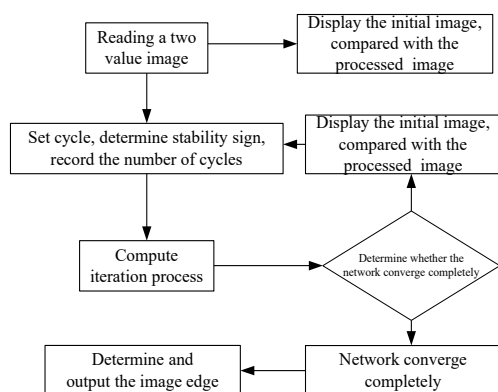 Reading a two
value image
Display the initial image,
compared with the
processed  image
Set cycle, determine stability sign,
record the number of cycles
Display the initial image,
compared with the
processed  image
Compute
iteration process
Determine whether the
network converge completely
Determine and
output the image edge
Network converge
completely